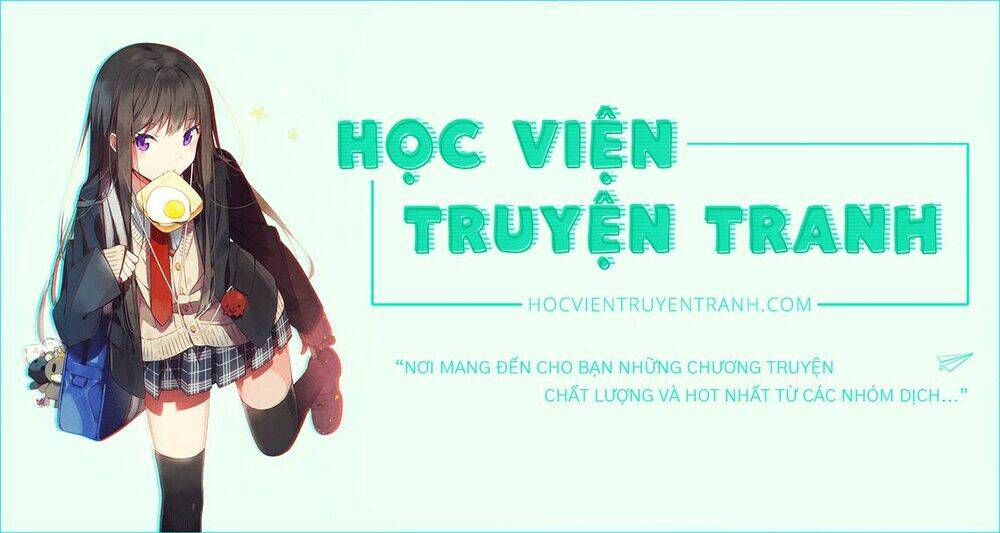 HỌC VIỆN
TRUYỆN TRANH
HOCVIENTRUYENTRANH.COM
“NƠI MANG ĐẾN CHO BẠN NHỮNG CHƯƠNG TRUYỆN
CHẤT LƯỢNG VÀ HOT NHẤT TỪ CÁC NHÓM DỊCH...”